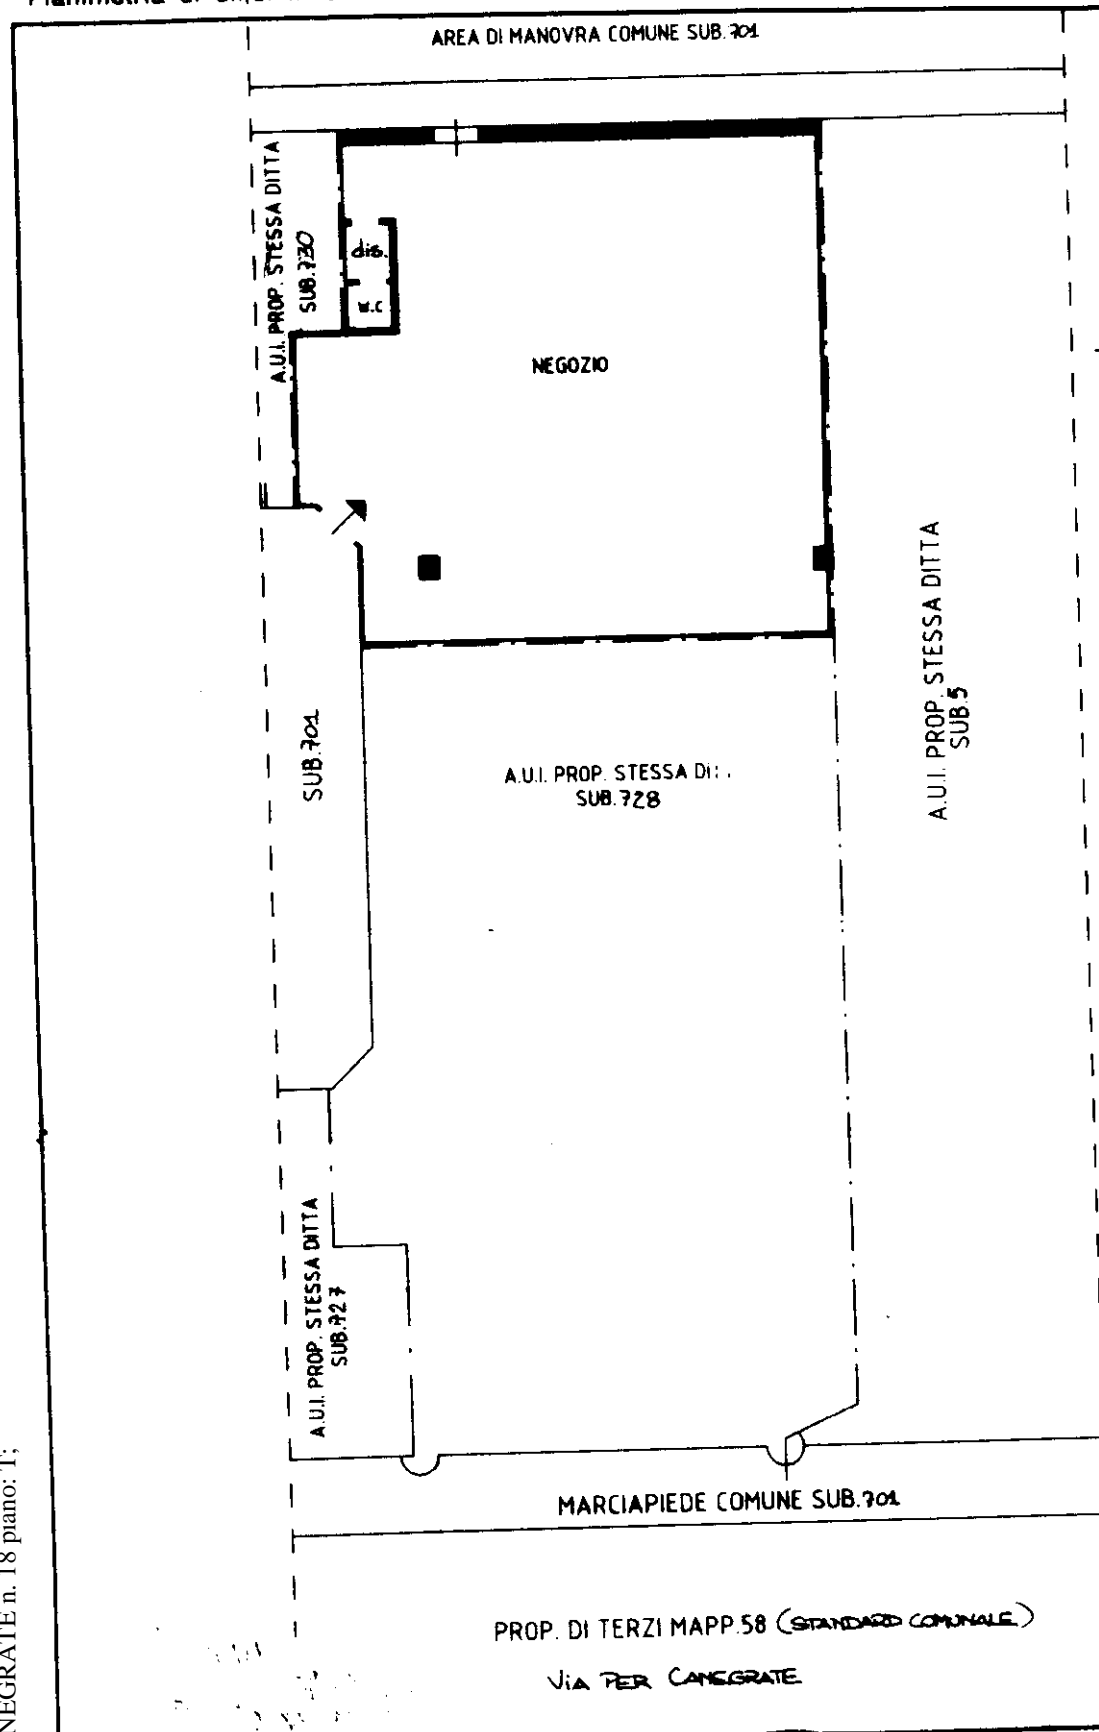 Planimetria di
AREA DI MANOVRA COMUNE SUB.701
A.U.I. PROP. STESSA DITTA
SUB.730
dis.
W.C
NEGOZIO
A.U.I. PROP. STESSA DITTA
SUB.5
SUB.701
A.U.I. PROP. STESSA
SUB.728
A.U.I. PROP. STESSA DITTA
SUB.727
MARCIAPIEDE COMUNE SUB.701
PROP. DI TERZI MAPP.58 (STANDARD COMUNALE)
VIA PER CANEGRATE
NEGRATE n. 18 piano: T;